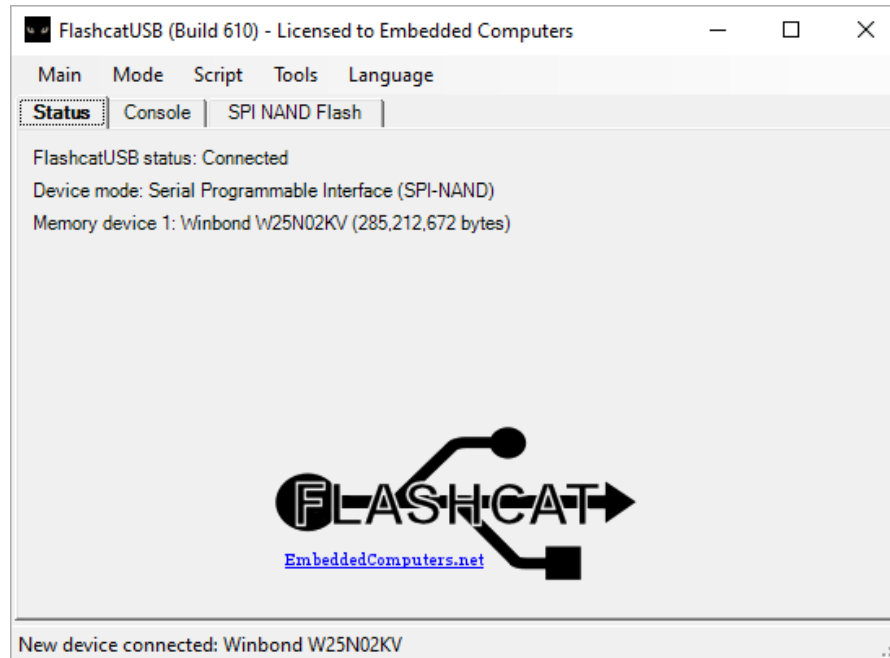 FlashcatUSB (Build 610) - Licensed to Embedded Computers
Main Mode Script Tools Language
Status Console SPI NAND Flash
FlashcatUSB status: Connected
Device mode: Serial Programmable Interface (SPI-NAND)
Memory device 1: Winbond W25N02KV (285,212,672 bytes)
FLASHCAT
EmbeddedComputers.net
New device connected: Winbond W25N02KV